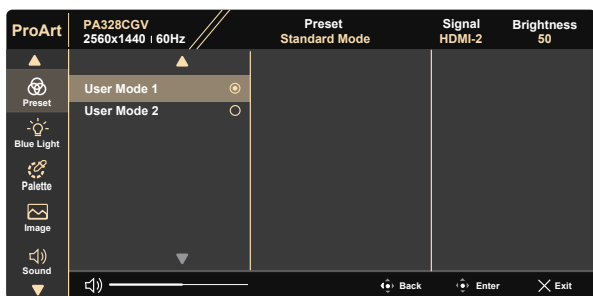 ProArt
PA328CGV
2560x1440 | 60Hz
Preset
Standard Mode
Signal
HDMI-2
Brightness
50
Preset
Blue Light
Palette
Image
Sound
User Mode 1
User Mode 2
Back
Enter
Exit